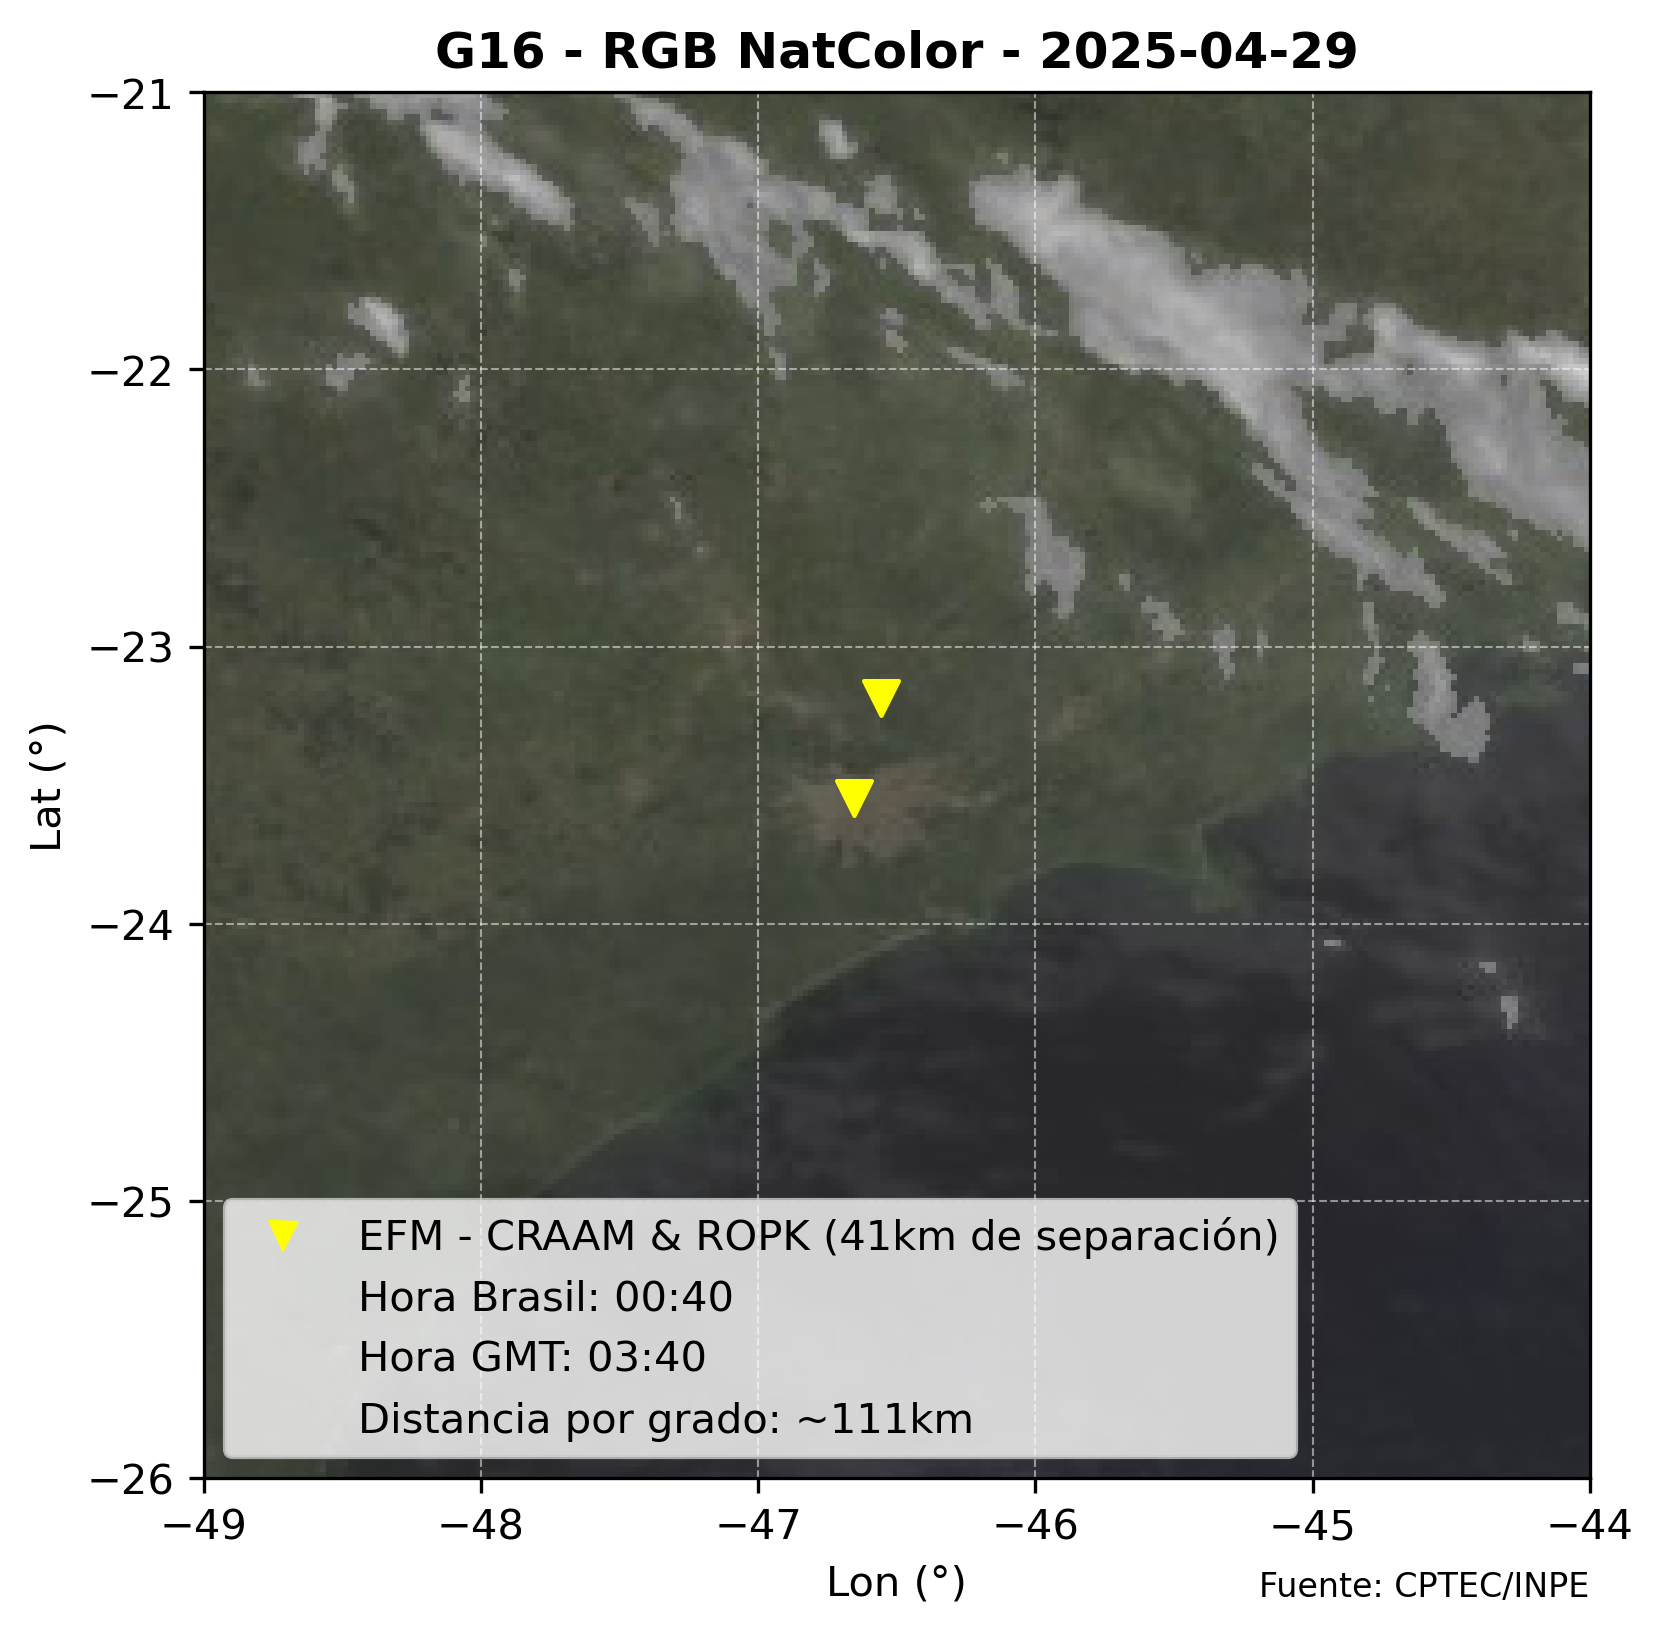 G16 - RGB NatColor - 2025-04-29
−21
−22
−23
−24
−25
−26
Lat (°)
EFM - CRAAM & ROPK (41km de separación)
Hora Brasil: 00:40
Hora GMT: 03:40
Distancia por grado: ~111km
−49 −48 −47 −46 −45 −44
Lon (°)
Fuente: CPTEC/INPE